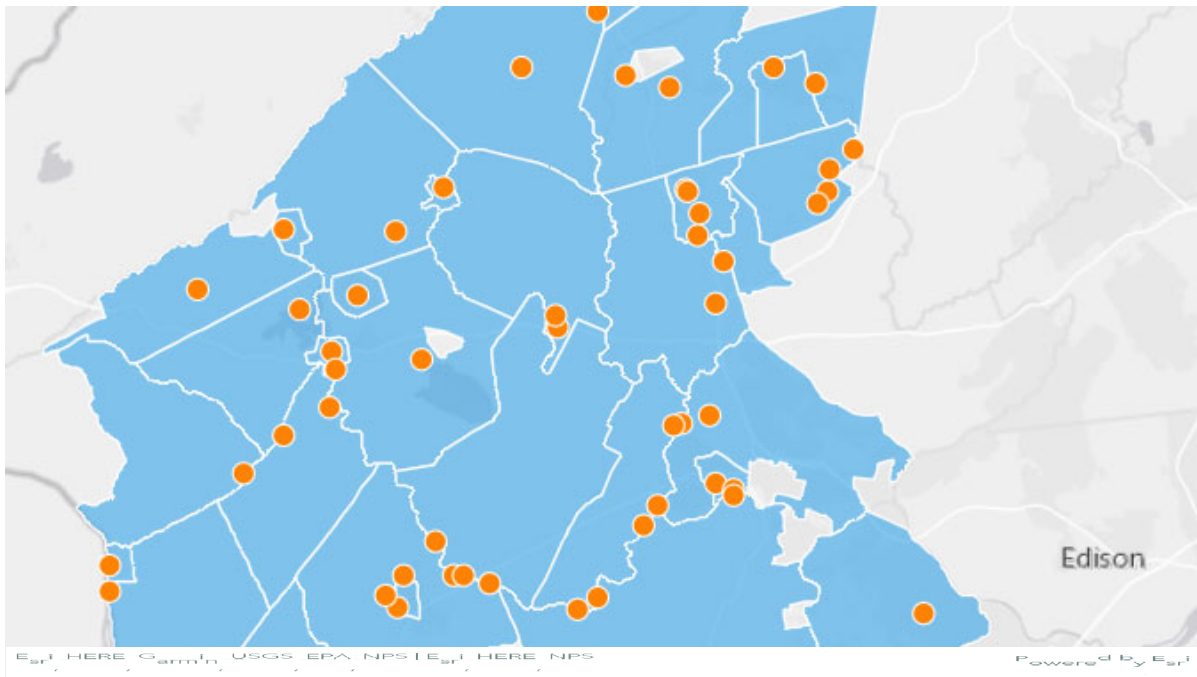 Edison
Esri, HERE, Garmin, USGS, EPA, NPS | Esri, HERE, NPS
Powered by Esri